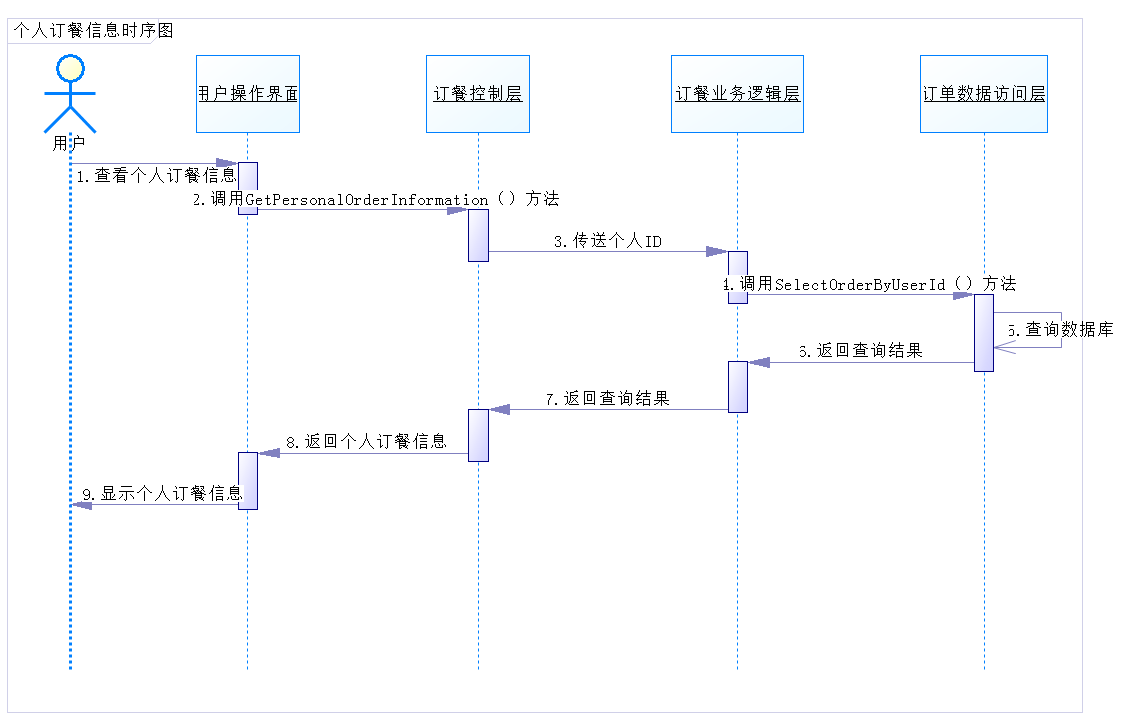 个人订餐信息时序图
用户操作界面
订餐控制层
订餐业务逻辑层
订单数据访问层
用户
1.查看个人订餐信息
2.调用GetPersonalOrderInformation（）方法
3.传送个人ID
4.调用SelectOrderByUserId（）方法
5.查询数据库
6.返回查询结果
7.返回查询结果
8.返回个人订餐信息
9.显示个人订餐信息